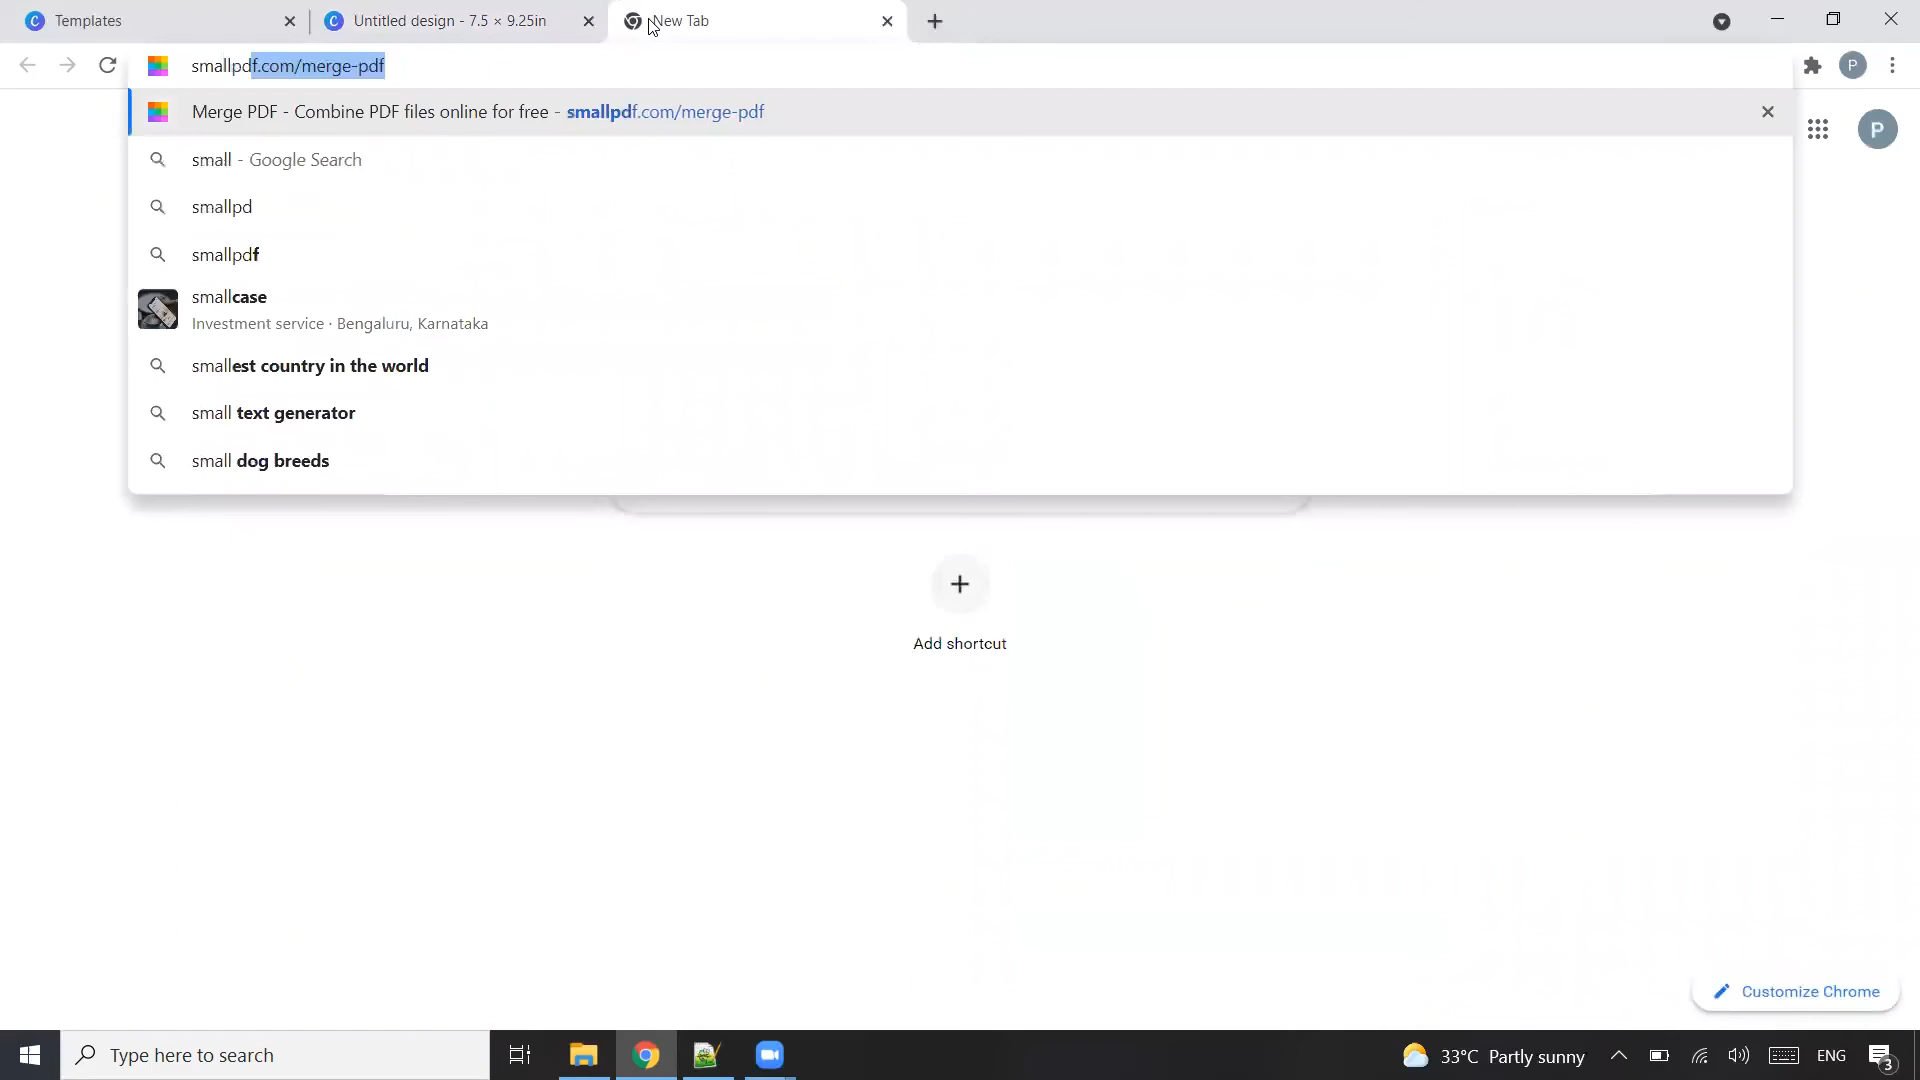 Templates
Untitled design - 7.5 × 9.25in
New Tab
smallpdf.com/merge-pdf
P
Merge PDF - Combine PDF files online for free - smallpdf.com/merge-pdf
P
small - Google Search
smallpd
smallpdf
smallcase
Investment service · Bengaluru, Karnataka
smallest country in the world
small text generator
small dog breeds
Add shortcut
Customize Chrome
Type here to search
33°C Partly sunny
ENG
3